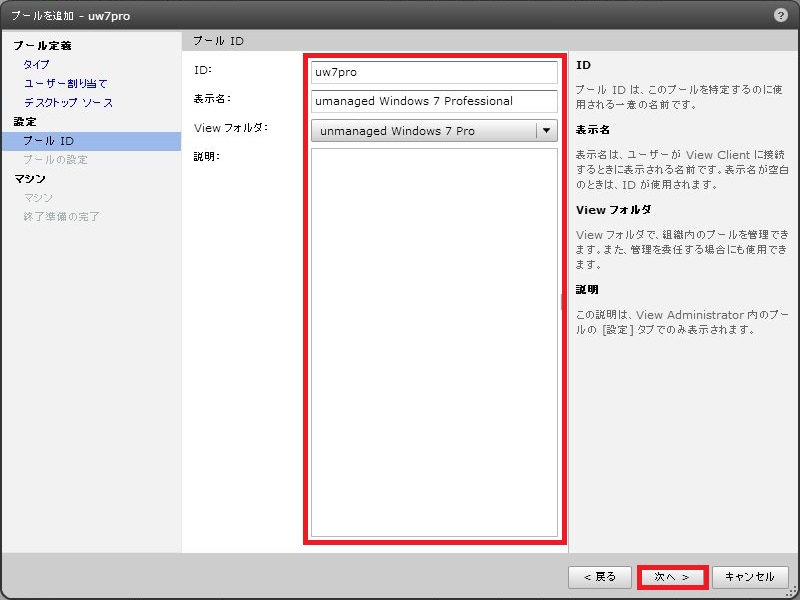 プールを追加 - uw7pro
?
プール定義
タイプ
ユーザー割り当て
デスクトップ ソース
設定
プール ID
プールの設定
マシン
マシン
終了準備の完了
プール ID
ID:
uw7pro
表示名:
umanaged Windows 7 Professional
View フォルダ:
unmanaged Windows 7 Pro
説明:
ID
プール ID は、このプールを特定するのに使
用される一意の名前です。
表示名
表示名は、ユーザーが View Client に接続
するときに表示される名前です。表示名が空白
のときは、ID が使用されます。
View フォルダ
View フォルダで、組織内のプールを管理でき
ます。また、管理を委任する場合にも使用でき
ます。
説明
この説明は、View Administrator 内のプー
ルの [設定] タブでのみ表示されます。
< 戻る
次へ >
キャンセル